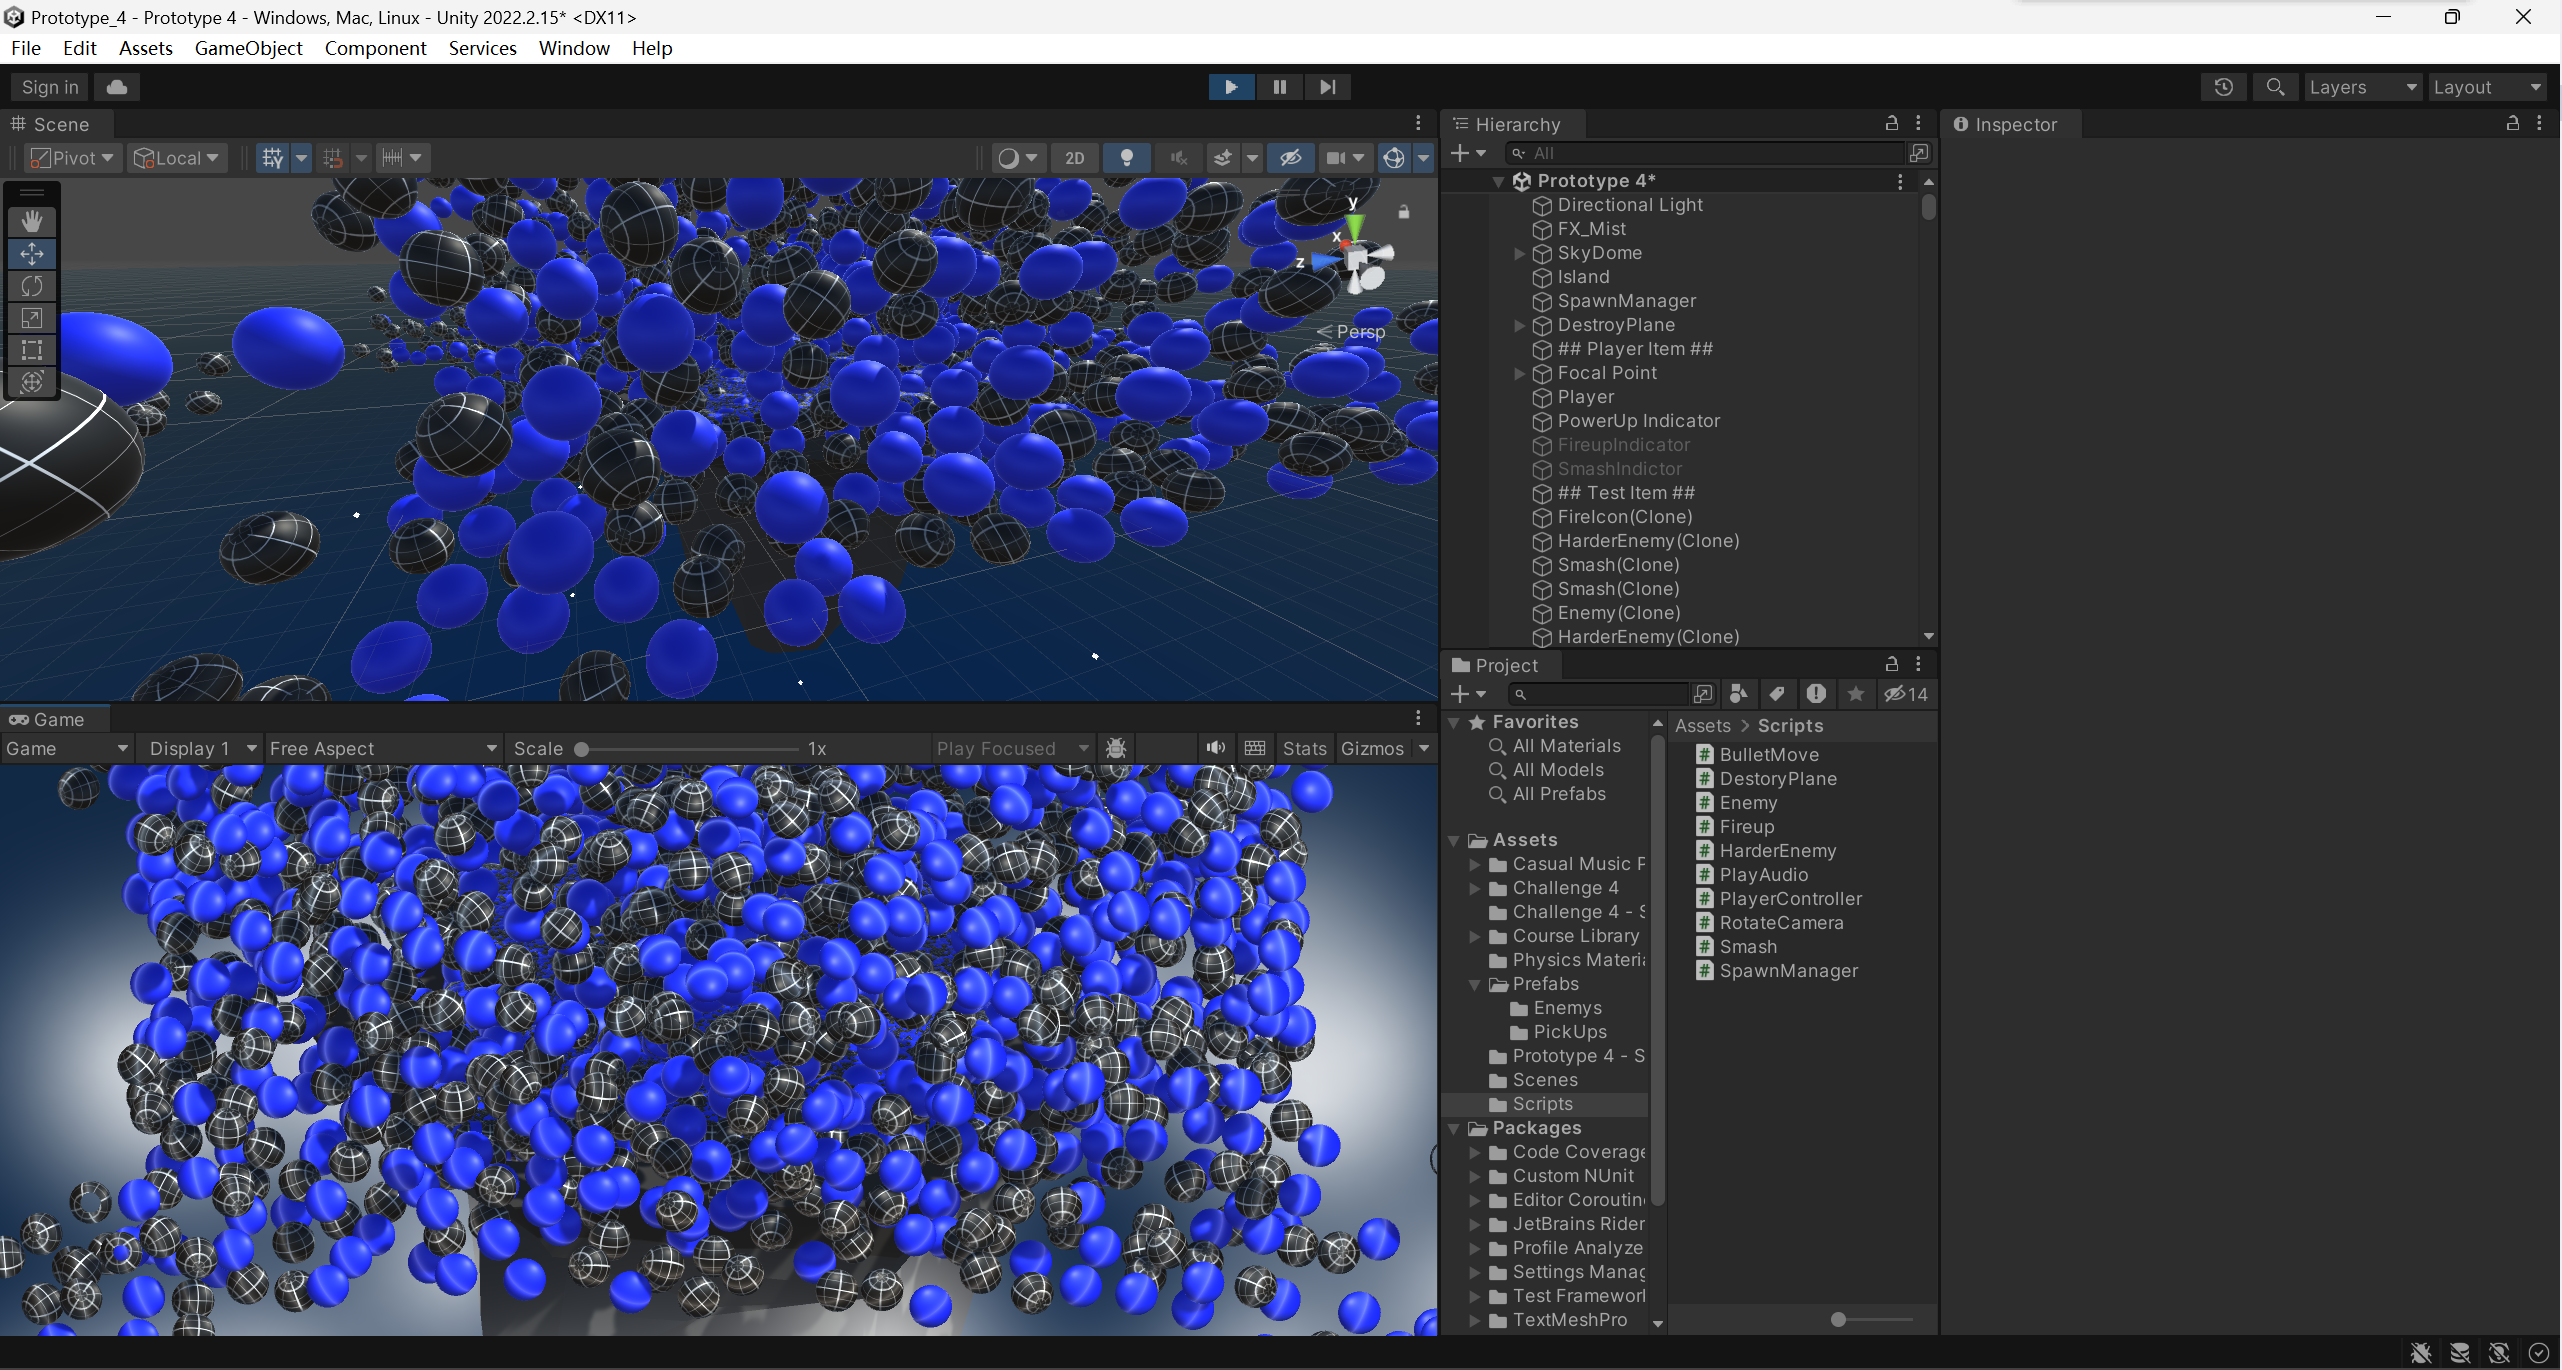 Prototype_4 - Prototype 4 - Windows, Mac, Linux - Unity 2022.2.15* <DX11>
File Edit Assets GameObject Component Services Window Help
Sign in
Layers
Layout
Scene
Pivot
Local
2D
y
x
z
Persp
Game
Game
Display 1
Free Aspect
Scale
1x
Play Focused
Stats
Gizmos
Hierarchy
All
Prototype 4*
Directional Light
FX_Mist
SkyDome
Island
SpawnManager
DestroyPlane
## Player Item ##
Focal Point
Player
PowerUp Indicator
FireupIndicator
SmashIndictor
## Test Item ##
FireIcon(Clone)
HarderEnemy(Clone)
Smash(Clone)
Smash(Clone)
Enemy(Clone)
HarderEnemy(Clone)
Project
14
Favorites
All Materials
All Models
All Prefabs
Assets
Casual Music P
Challenge 4
Challenge 4 - S
Course Library
Physics Materia
Prefabs
Enemys
PickUps
Prototype 4 - S
Scenes
Scripts
Packages
Code Coverage
Custom NUnit
Editor Coroutin
JetBrains Rider
Profile Analyze
Settings Manag
Test Framework
TextMeshPro
Assets > Scripts
BulletMove
DestoryPlane
Enemy
Fireup
HarderEnemy
PlayAudio
PlayerController
RotateCamera
Smash
SpawnManager
Inspector